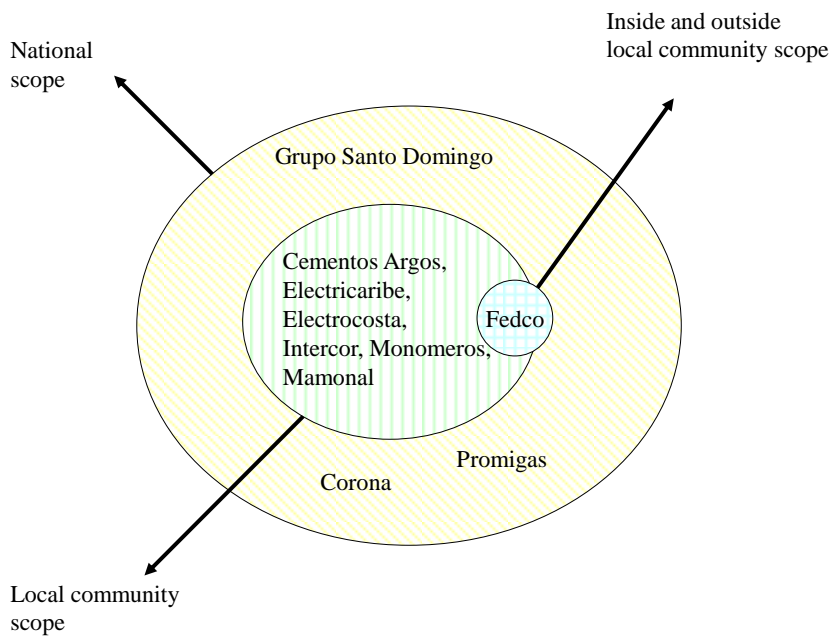 National
scope
Inside and outside
local community scope
Grupo Santo Domingo
Cementos Argos,
Electricaribe,
Electrocosta,
Intercor, Monomeros,
Mamonal
Fedco
Promigas
Corona
Local community
scope